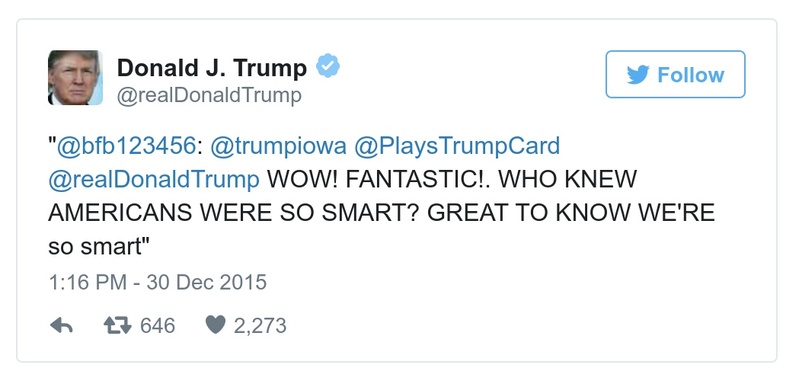 Donald J. Trump
@realDonaldTrump
Follow
"@bfb123456: @trumpiowa @PlaysTrumpCard
@realDonaldTrump WOW! FANTASTIC!. WHO KNEW
AMERICANS WERE SO SMART? GREAT TO KNOW WE'RE
so smart"
1:16 PM - 30 Dec 2015
646 2,273